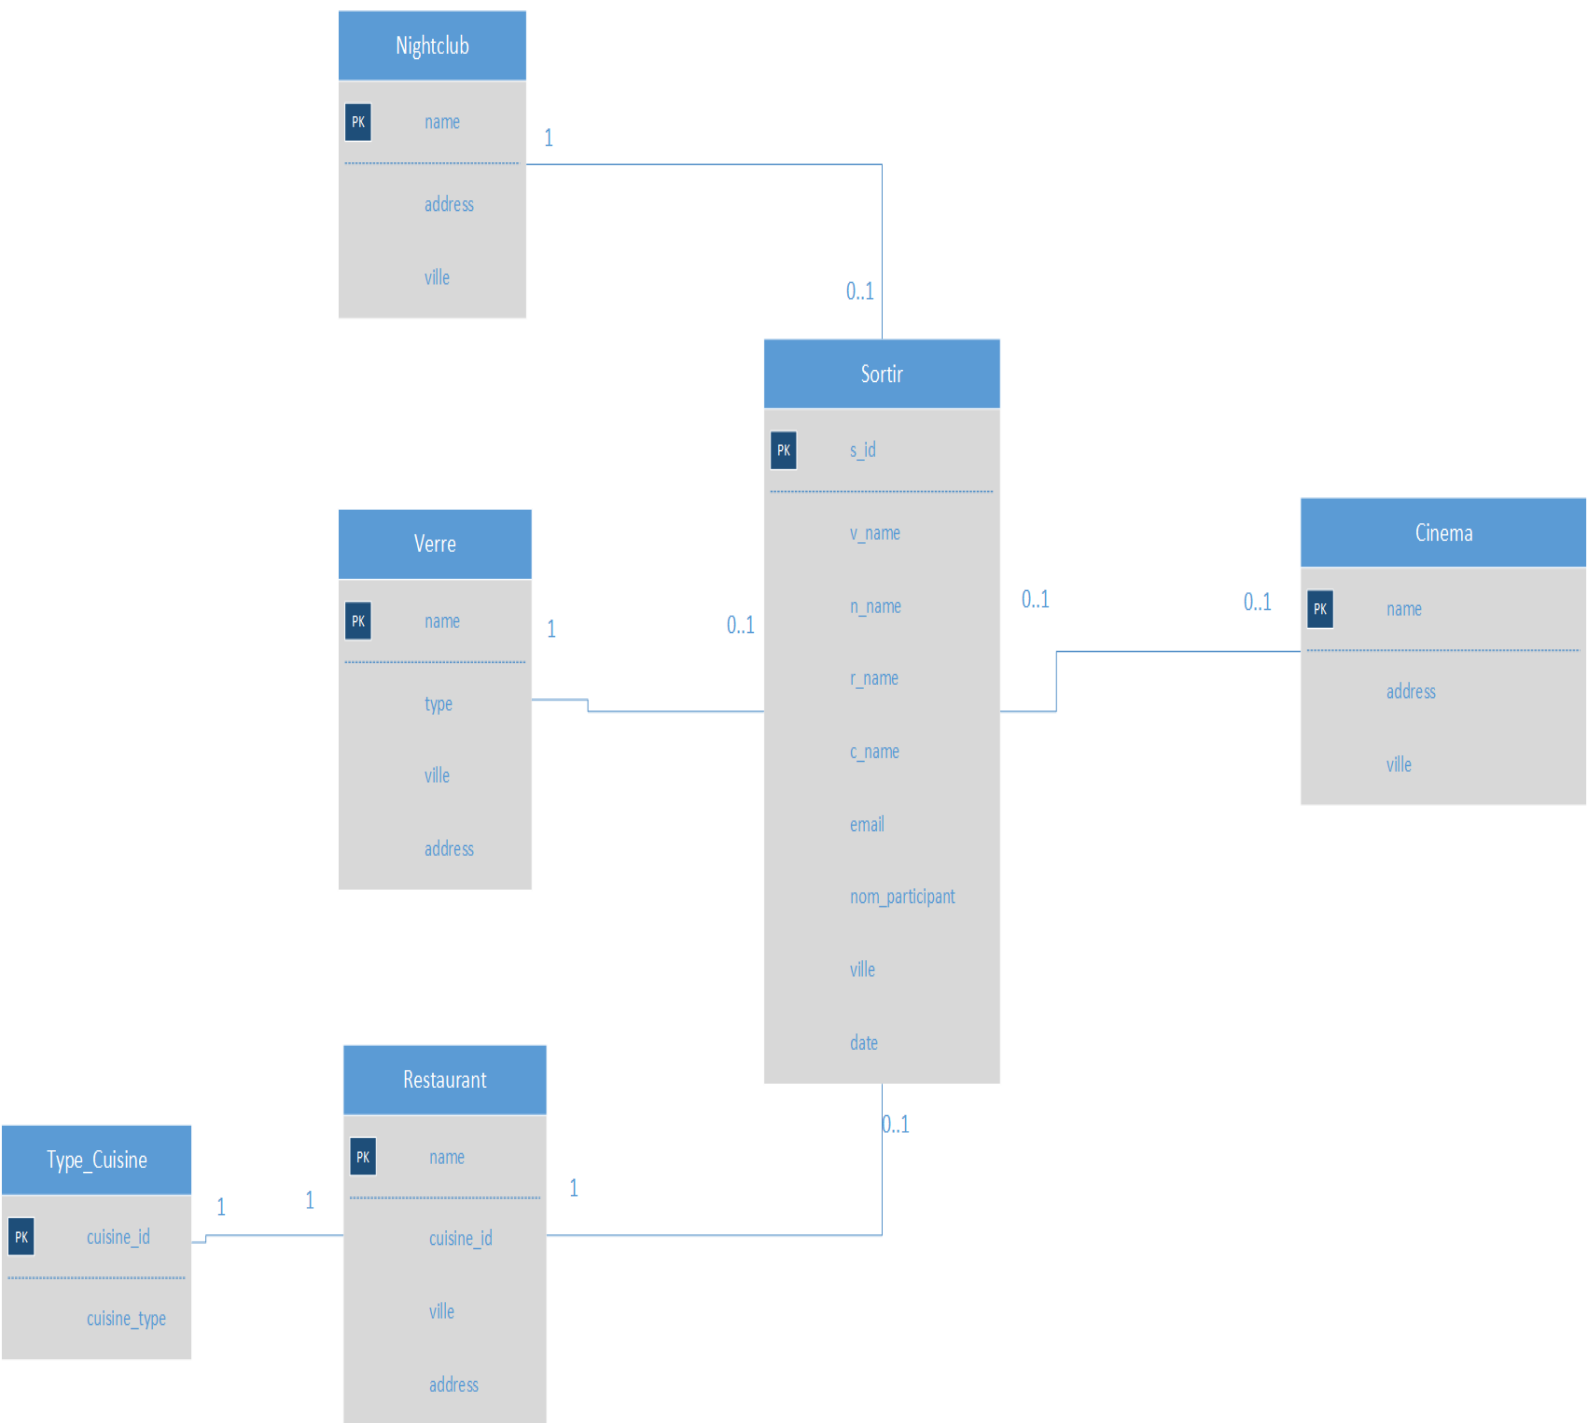 Nightclub
PK name
address
ville
1
0..1
Sortir
PK s_id
v_name
n_name
r_name
c_name
email
nom_participant
ville
date
Verre
PK name
type
ville
address
1
0..1
0..1
0..1
Cinema
PK name
address
ville
0..1
Restaurant
PK name
cuisine_id
ville
address
1
Type_Cuisine
PK cuisine_id
cuisine_type
1
1